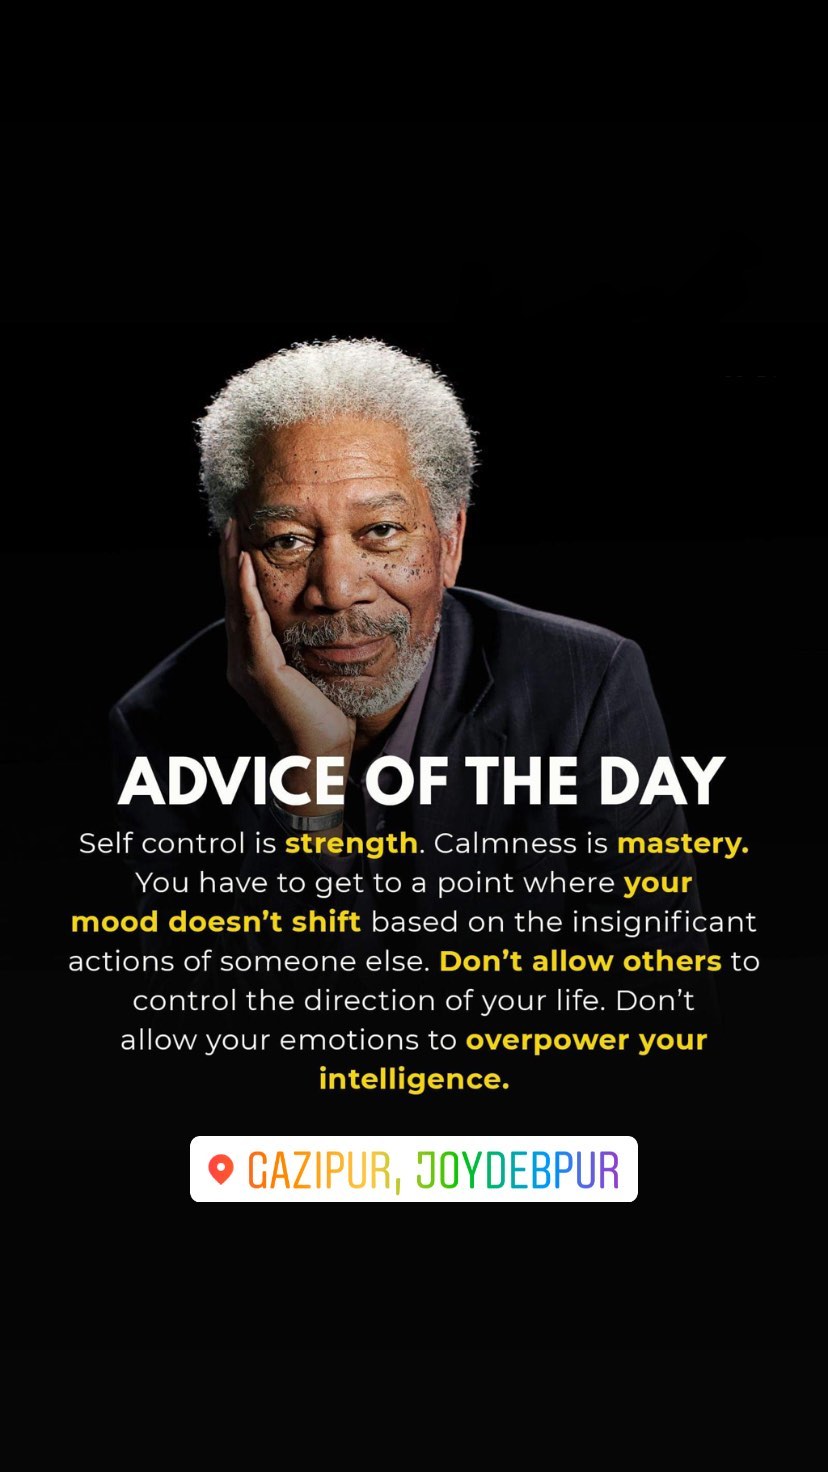 ADVICE OF THE DAY
Self control is strength. Calmness is mastery.
You have to get to a point where your
mood doesn’t shift based on the insignificant
actions of someone else. Don’t allow others to
control the direction of your life. Don’t
allow your emotions to overpower your
intelligence.
GAZIPUR, JOYDEBPUR